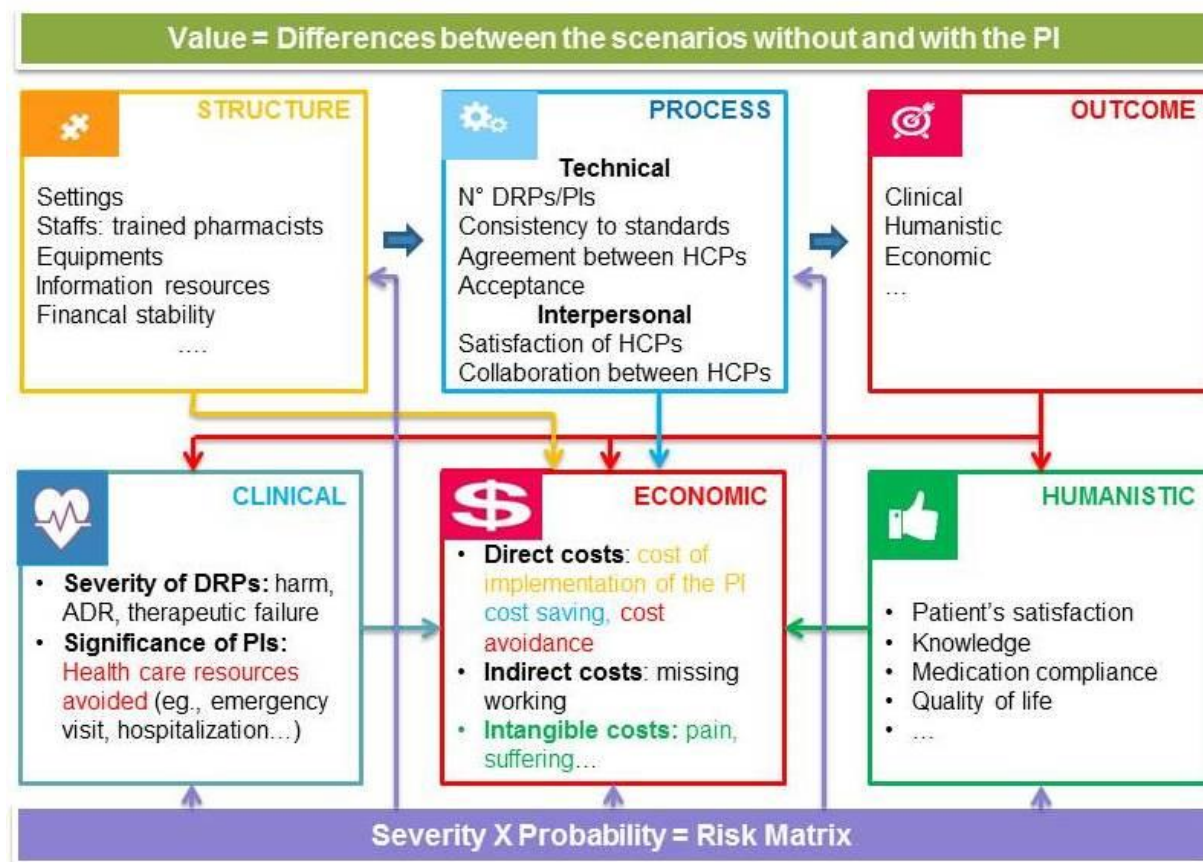 Value = Differences between the scenarios without and with the PI
STRUCTURE
Settings
Staffs: trained pharmacists
Equipments
Information resources
Financal stability
....
PROCESS
Technical
N° DRPs/PIs
Consistency to standards
Agreement between HCPs
Acceptance
Interpersonal
Satisfaction of HCPs
Collaboration between HCPs
OUTCOME
Clinical
Humanistic
Economic
...
CLINICAL
• Severity of DRPs: harm,
ADR, therapeutic failure
• Significance of PIs:
Health care resources
avoided (eg., emergency
visit, hospitalization...)
$
ECONOMIC
• Direct costs: cost of
implementation of the PI
cost saving, cost
avoidance
• Indirect costs: missing
working
• Intangible costs: pain,
suffering...
HUMANISTIC
• Patient's satisfaction
• Knowledge
• Medication compliance
• Quality of life
• ...
Severity X Probability = Risk Matrix